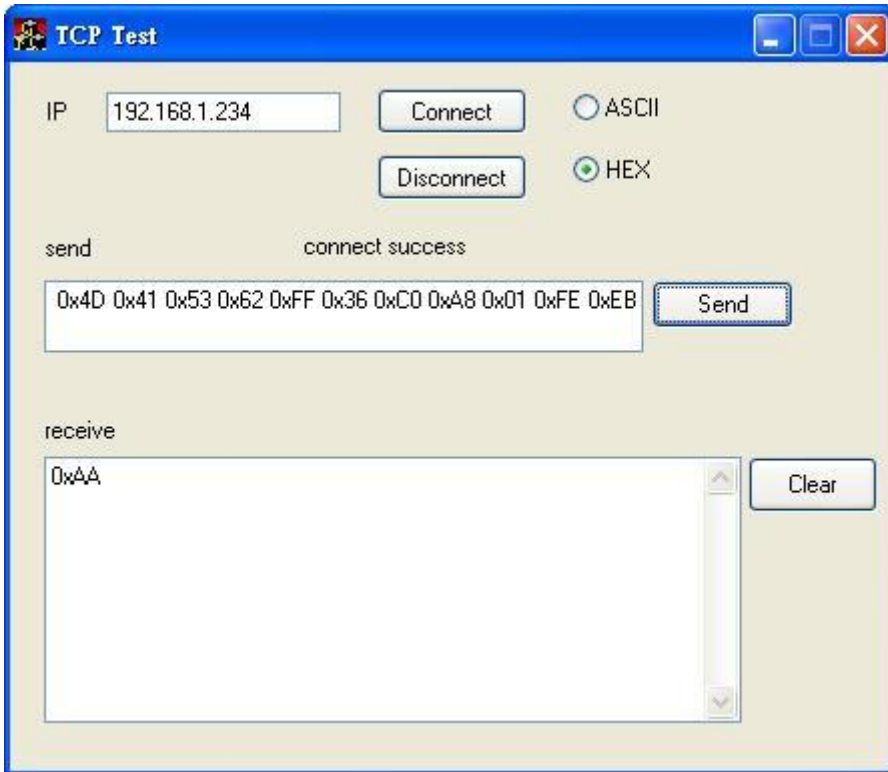 TCP Test
IP 192.168.1.234 Connect ASCII
Disconnect HEX
send connect success
0x4D 0x41 0x53 0x62 0xFF 0x36 0xC0 0xA8 0x01 0xFE 0xEB Send
receive
0xAA Clear